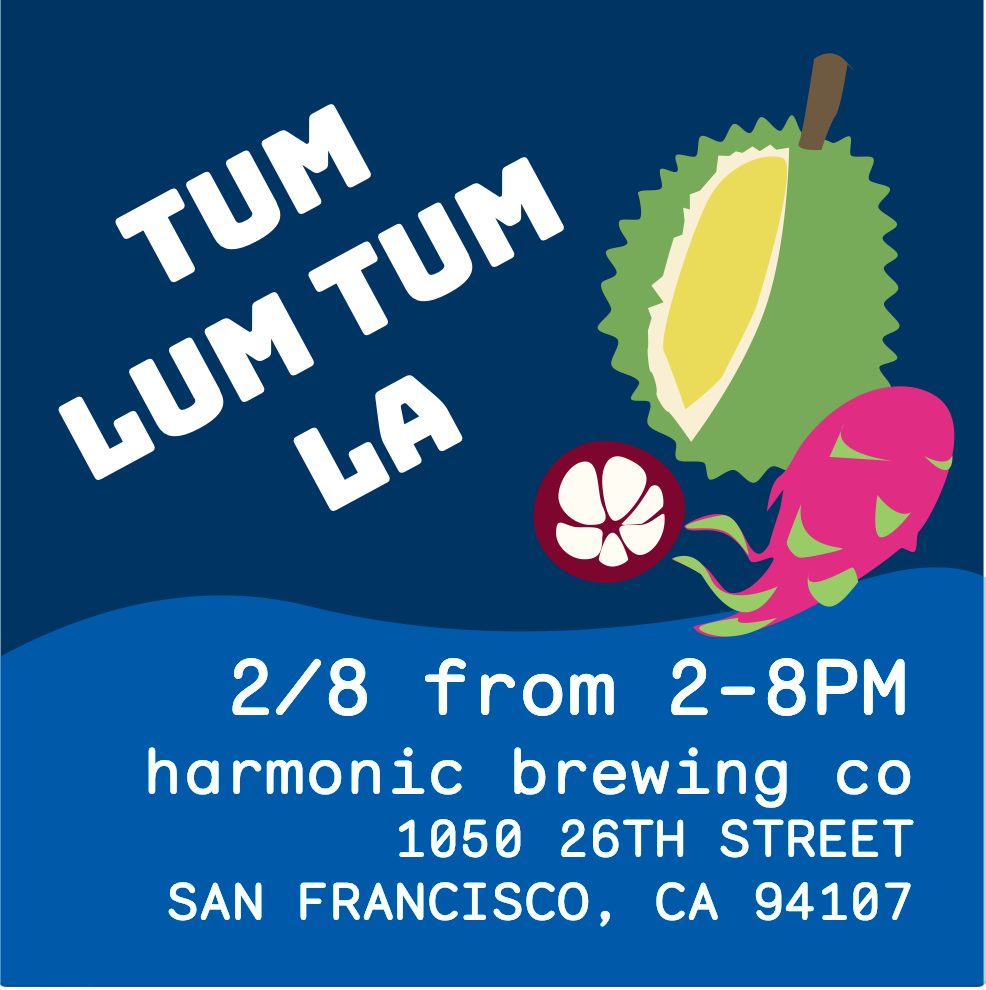 TUM
LUM TUM
LA
2/8 from 2-8PM
harmonic brewing co
1050 26TH STREET
SAN FRANCISCO, CA 94107